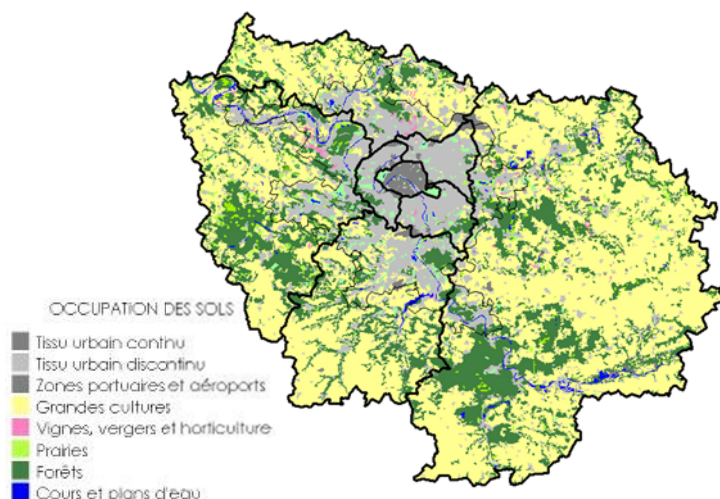 OCCUPATION DES SOLS
Tissu urbain continu
Tissu urbain discontinu
Zones portuaires et aéroports
Grandes cultures
Vignes, vergers et horticulture
Prairies
Forêts
Cours et plans d'eau